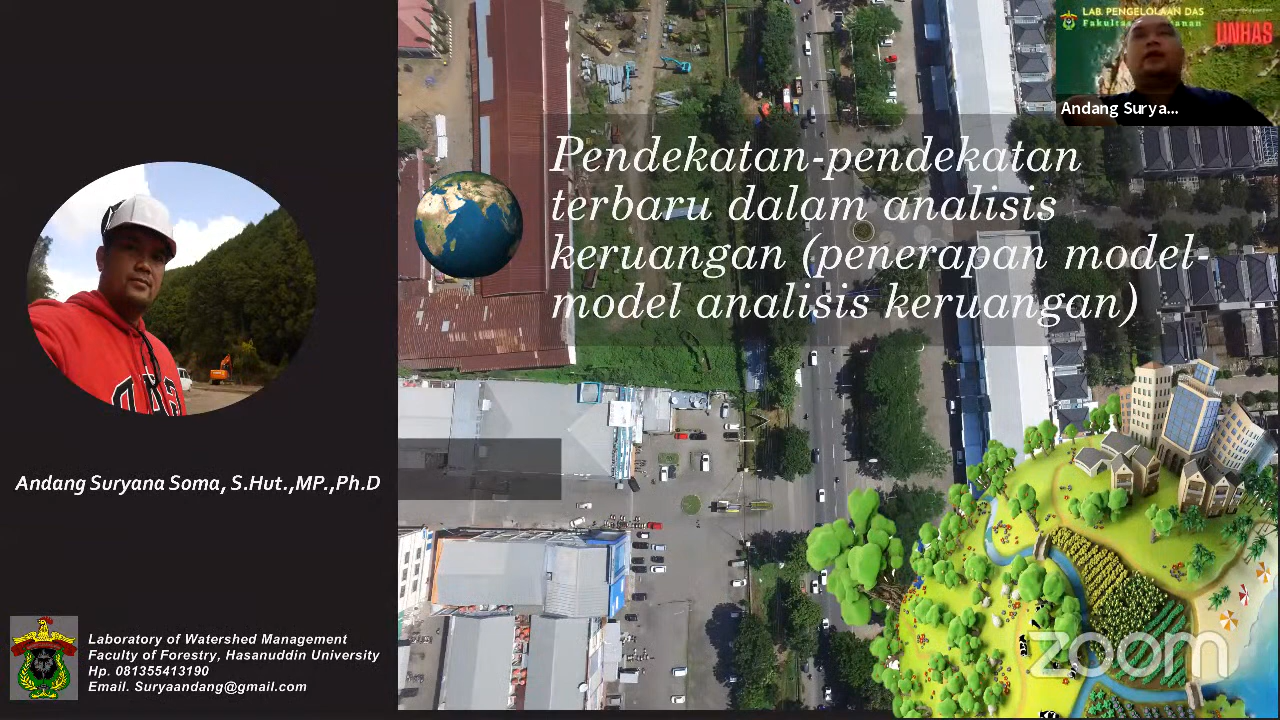 Pendekatan-pendekatan
terbaru dalam analisis
keruangan (penerapan model-
model analisis keruangan)
Andang Suryana Soma, S.Hut.,MP.,Ph.D
Laboratory of Watershed Management
Faculty of Forestry, Hasanuddin University
Hp. 081355413190
Email. Suryaandang@gmail.com
LAB. PENGELOLAAN DAS
UNHAS
Andang Surya...
zoom